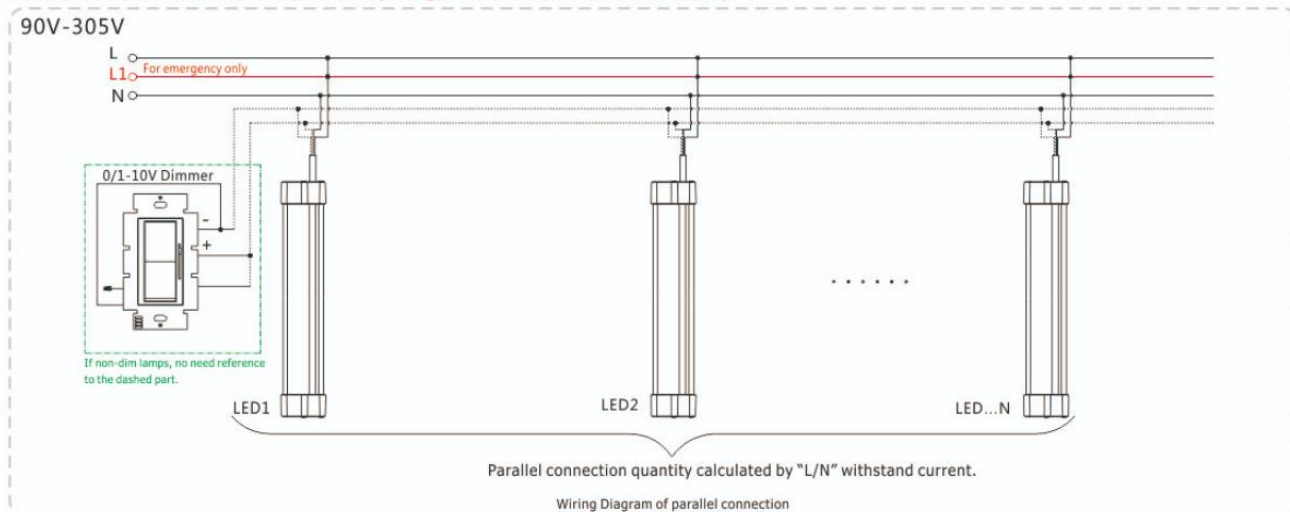 90V-305V
L
L1 For emergency only
N
0/1-10V Dimmer
-
+
If non-dim lamps, no need reference
to the dashed part.
LED1
LED2
......
LED...N
Parallel connection quantity calculated by “L/N” withstand current.
Wiring Diagram of parallel connection